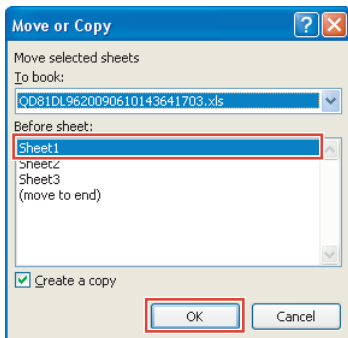 Move or Copy
Move selected sheets
To book:
QD81DL9620090610143641703.xls
Before sheet:
Sheet1
Sheet2
Sheet3
(move to end)
Create a copy
OK
Cancel